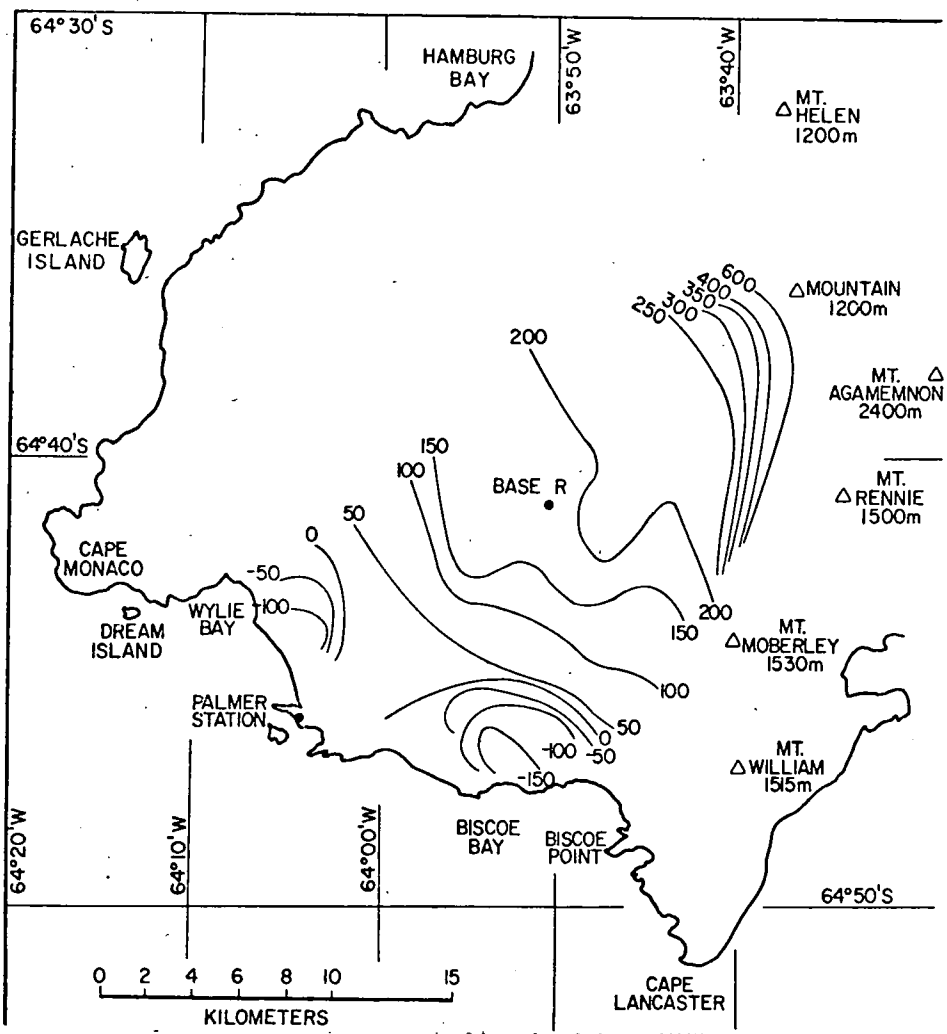 64°30'S
HAMBURG
BAY
63°50'W
63°40'W
MT.
HELEN
1200m
GERLACHE
ISLAND
MOUNTAIN
1200m
600
400
350
300
250
200
MT.
AGAMEMNON
2400m
64°40'S
150
100
BASE R
MT.
RENNIE
1500m
50
0
CAPE
MONACO
-50
-100
WYLIE
BAY
DREAM
ISLAND
200
150
MT.
MOBERLEY
1530m
100
PALMER
STATION
50
0
-50
-100
-150
MT.
WILLIAM
1515m
BISCOE
BAY
BISCOE
POINT
64°20'W
64°10'W
64°00'W
64°50'S
0 2 4 6 8 10 15
KILOMETERS
CAPE
LANCASTER